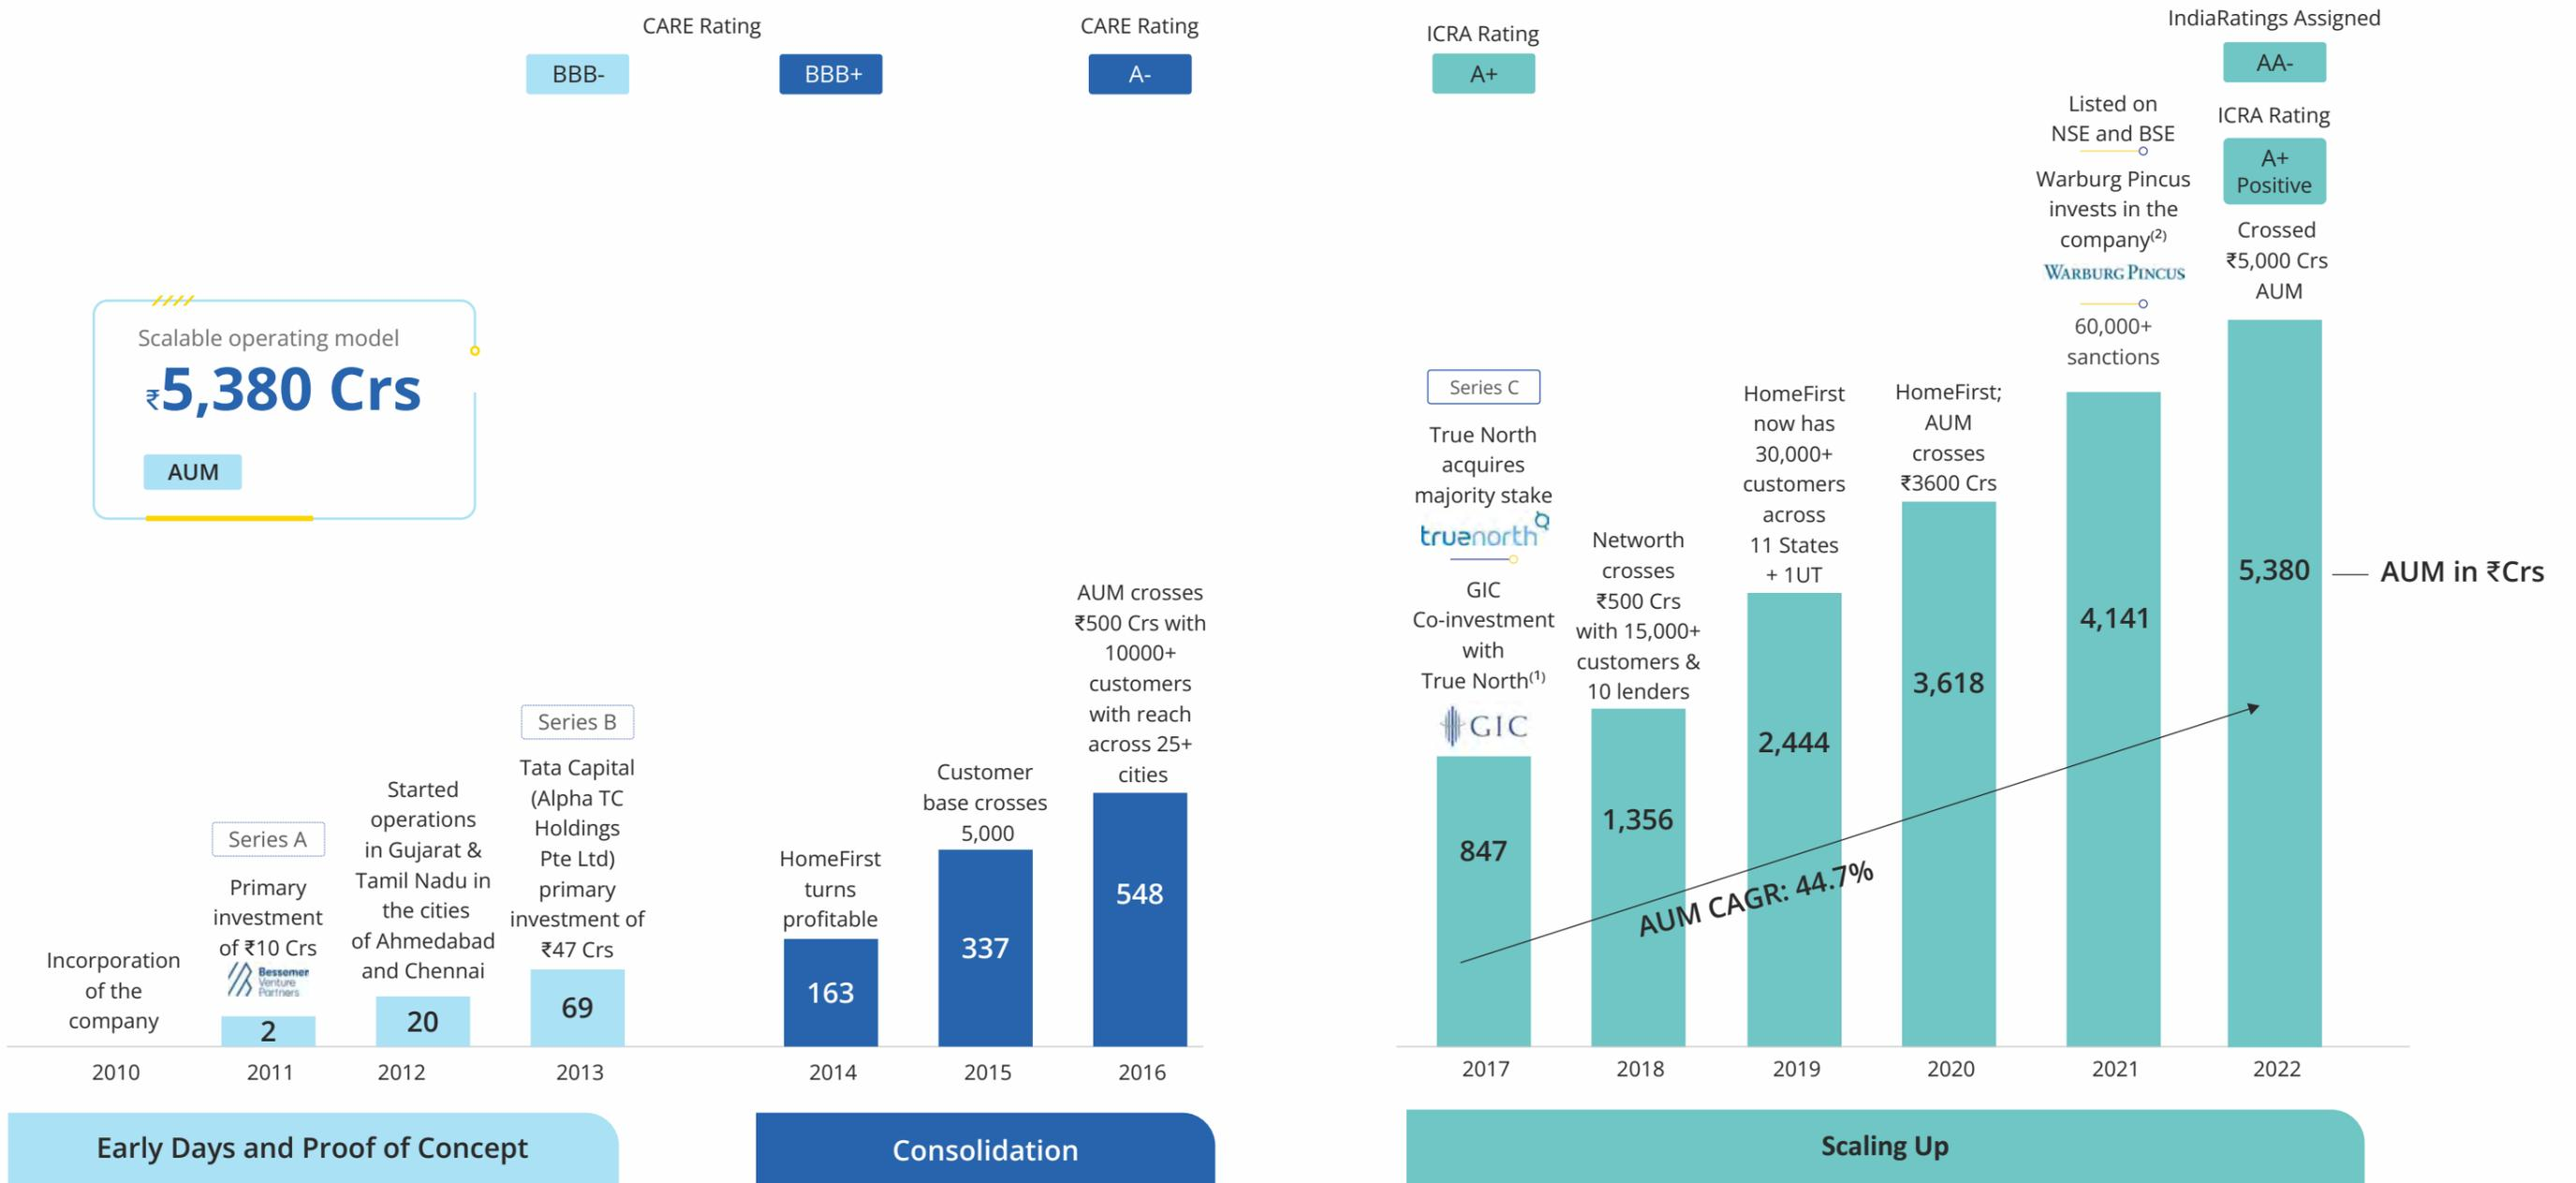 CARE Rating
BBB-
BBB+
CARE Rating
A-
ICRA Rating
A+
IndiaRatings Assigned
AA-
ICRA Rating
A+
Positive
Crossed
₹5,000 Crs
AUM
Listed on
NSE and BSE
Warburg Pincus
invests in the
company(2)
WARBURG PINCUS
60,000+
sanctions
Scalable operating model
₹5,380 Crs
AUM
Incorporation
of the
company
2010
Series A
Primary
investment
of ₹10 Crs
Bessemer
Venture
Partners
2
2011
Started
operations
in Gujarat &
Tamil Nadu in
the cities
of Ahmedabad
and Chennai
20
2012
Series B
Tata Capital
(Alpha TC
Holdings
Pte Ltd)
primary
investment of
₹47 Crs
69
2013
HomeFirst
turns
profitable
163
2014
Customer
base crosses
5,000
337
2015
AUM crosses
₹500 Crs with
10000+
customers
with reach
across 25+
cities
548
2016
Series C
True North
acquires
majority stake
truenorth
GIC
Co-investment
with
True North(1)
GIC
847
2017
Networth
crosses
₹500 Crs
with 15,000+
customers &
10 lenders
1,356
2018
HomeFirst
now has
30,000+
customers
across
11 States
+ 1UT
2,444
2019
HomeFirst;
AUM
crosses
₹3600 Crs
3,618
2020
4,141
2021
5,380
2022
AUM in ₹Crs
AUM CAGR: 44.7%
Early Days and Proof of Concept
Consolidation
Scaling Up